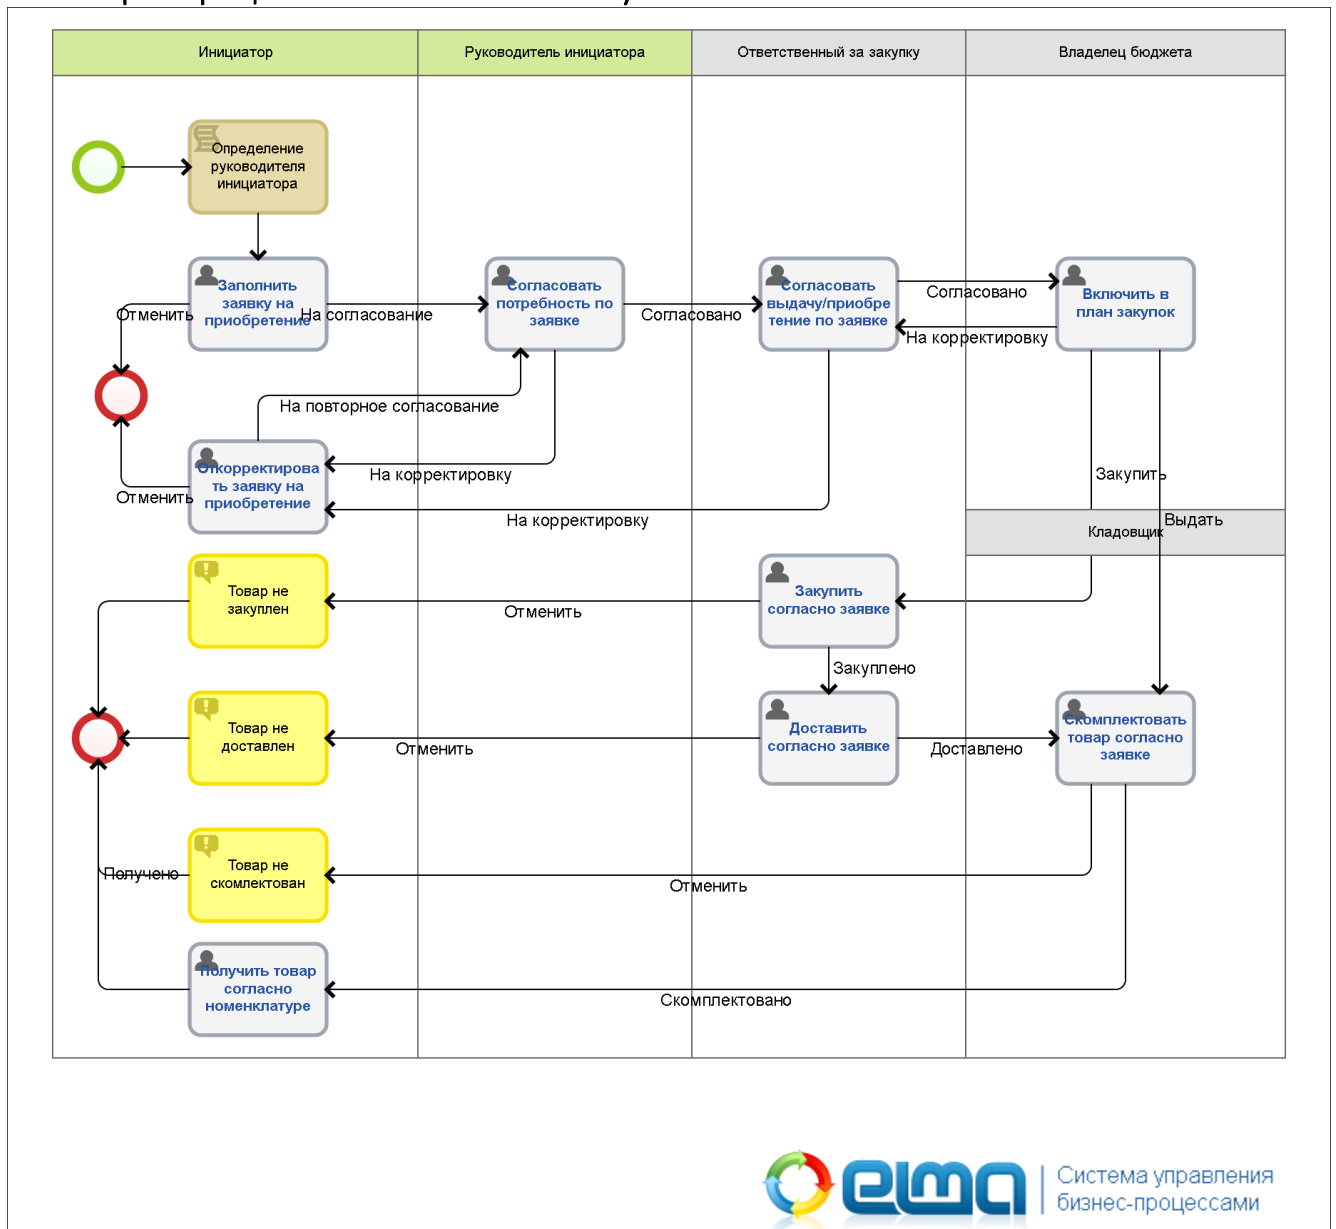 Инициатор
Руководитель инициатора
Ответственный за закупку
Владелец бюджета
Определение
руководителя
инициатора
Заполнить
заявку на
приобретение
Отменить
На согласование
Согласовать
потребность по
заявке
Согласовано
Согласовать
выдачу/приобре
тение по заявке
Согласовано
На корректировку
Включить в
план закупок
На повторное согласование
Откорректирова
ть заявку на
приобретение
Отменить
На корректировку
На корректировку
Закупить
Выдать
Кладовщик
Товар не
закуплен
Отменить
Закупить
согласно заявке
Закуплено
Товар не
доставлен
Отменить
Доставить
согласно заявке
Доставлено
Скомплектовать
товар согласно
заявке
Получено
Товар не
скомлектован
Отменить
Получить товар
согласно
номенклатуре
Скомплектовано
elma
Система управления
бизнес-процессами